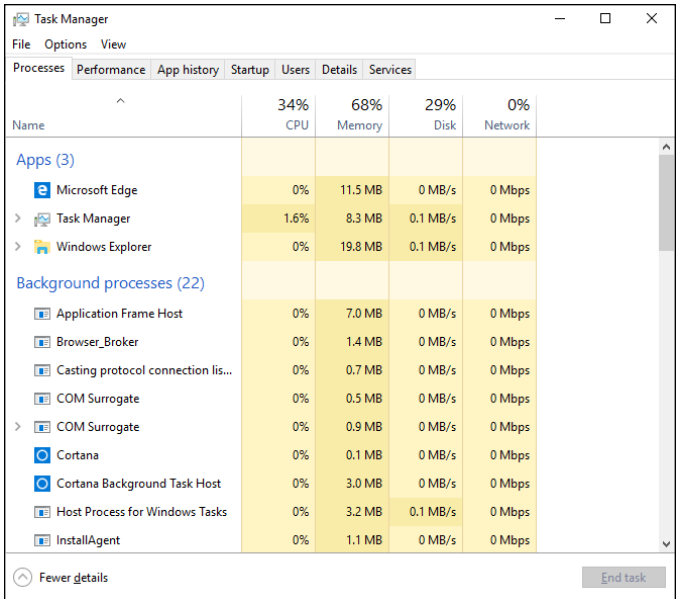 Task Manager
File Options View
Processes Performance App history Startup Users Details Services
34% 68% 29% 0%
Name CPU Memory Disk Network
Apps (3)
Microsoft Edge 0% 11.5 MB 0 MB/s 0 Mbps
Task Manager 1.6% 8.3 MB 0.1 MB/s 0 Mbps
Windows Explorer 0% 19.8 MB 0.1 MB/s 0 Mbps
Background processes (22)
Application Frame Host 0% 7.0 MB 0 MB/s 0 Mbps
Browser_Broker 0% 1.4 MB 0 MB/s 0 Mbps
Casting protocol connection lis... 0% 0.7 MB 0 MB/s 0 Mbps
COM Surrogate 0% 0.5 MB 0 MB/s 0 Mbps
COM Surrogate 0% 0.9 MB 0 MB/s 0 Mbps
Cortana 0% 0.1 MB 0 MB/s 0 Mbps
Cortana Background Task Host 0% 3.0 MB 0 MB/s 0 Mbps
Host Process for Windows Tasks 0% 3.2 MB 0.1 MB/s 0 Mbps
InstallAgent 0% 1.1 MB 0 MB/s 0 Mbps
Fewer details End task